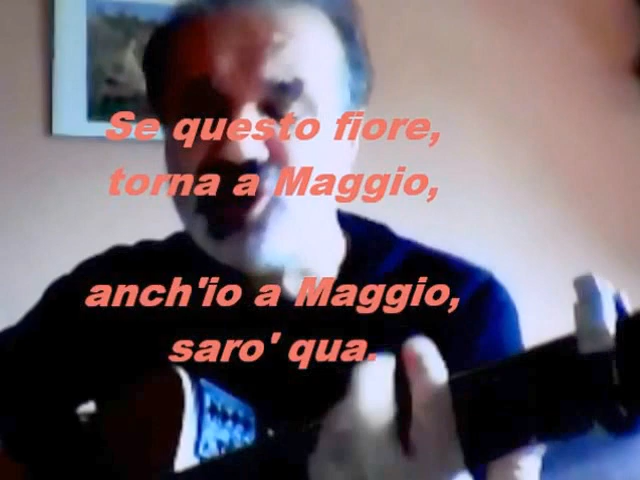 Se questo fiore,
torna a Maggio,
anch'io a Maggio,
saro' qua.